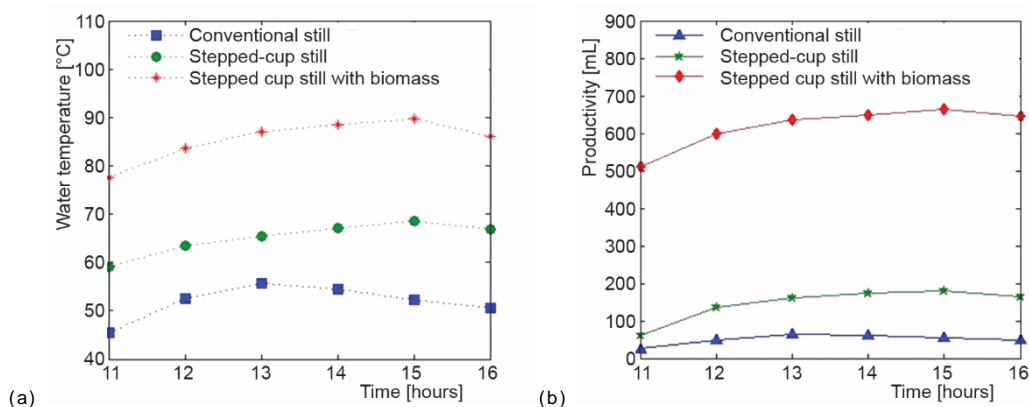 110
100
90
80
70
60
50
40
Water temperature [°C]
Conventional still
Stepped-cup still
Stepped cup still with biomass
11 12 13 14 15 16
Time [hours]
(a)
900
800
700
600
500
400
300
200
100
0
Productivity [mL]
Conventional still
Stepped-cup still
Stepped cup still with biomass
11 12 13 14 15 16
Time [hours]
(b)